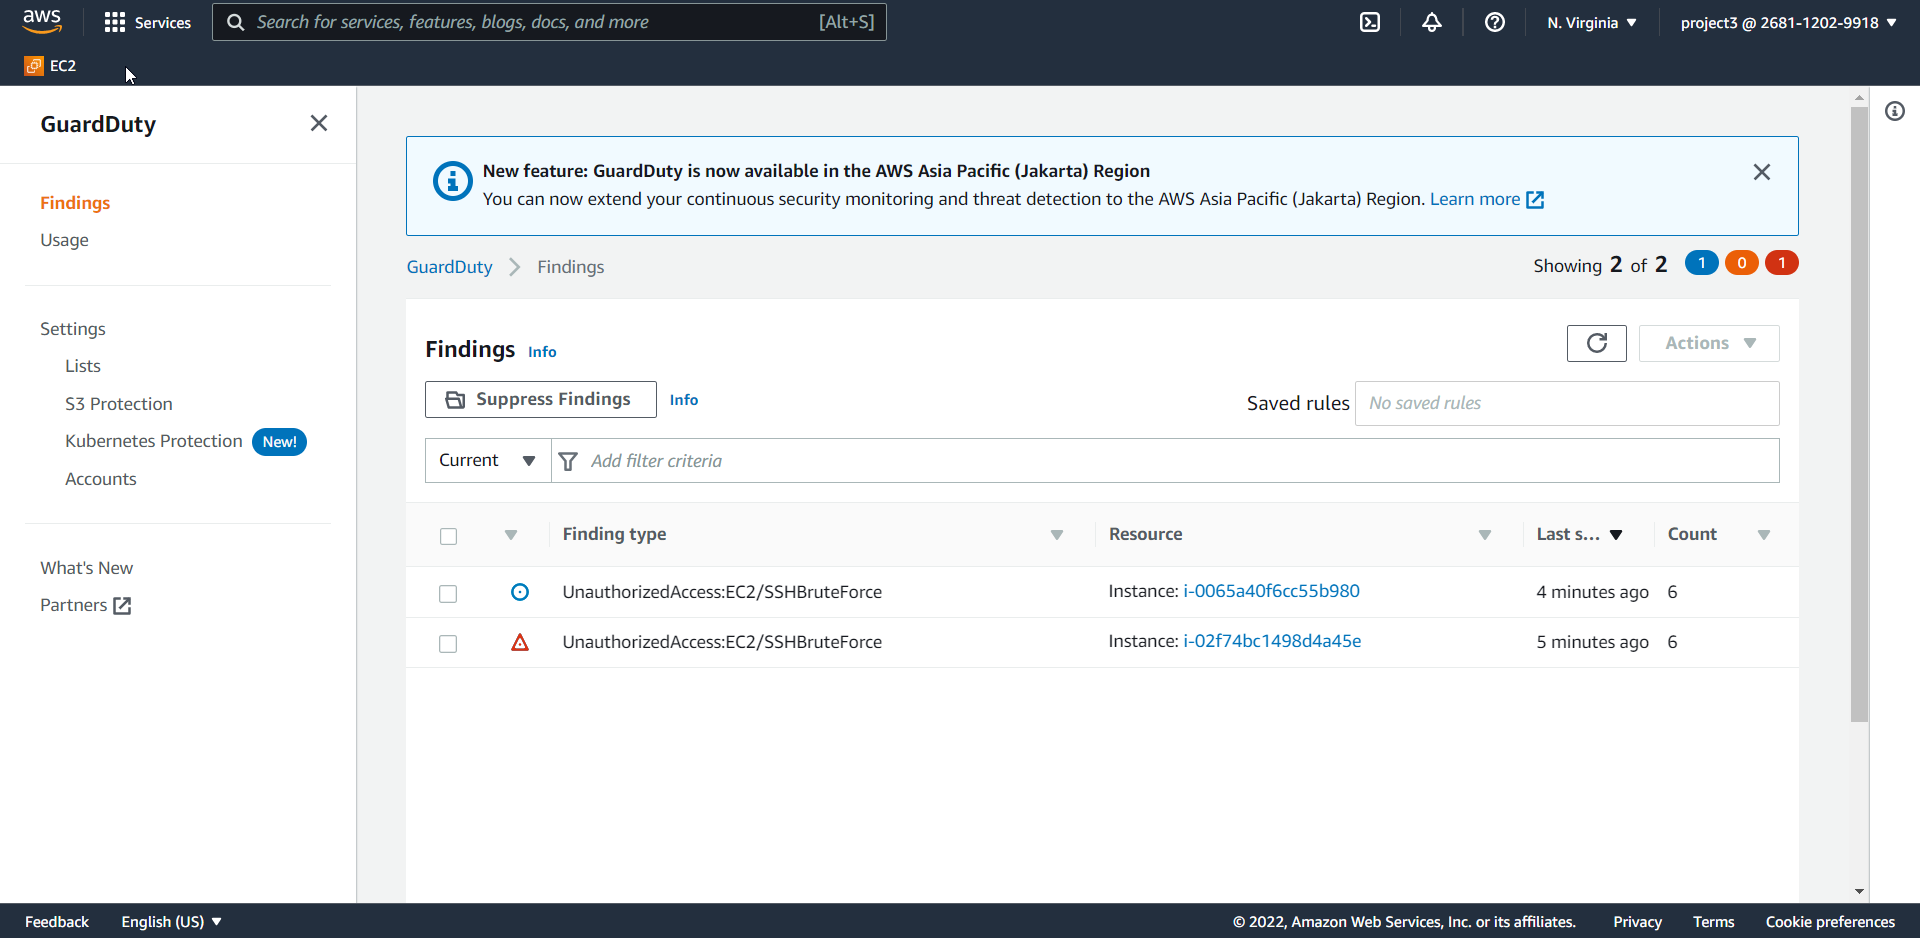 aws Services Search for services, features, blogs, docs, and more [Alt+S] N. Virginia project3 @ 2681-1202-9918
EC2
GuardDuty
Findings
Usage
Settings
Lists
S3 Protection
Kubernetes Protection New!
Accounts
What's New
Partners
New feature: GuardDuty is now available in the AWS Asia Pacific (Jakarta) Region
You can now extend your continuous security monitoring and threat detection to the AWS Asia Pacific (Jakarta) Region. Learn more
GuardDuty Findings Showing 2 of 2 1 0 1
Findings Info Actions
Suppress Findings Info Saved rules No saved rules
Current Add filter criteria
Finding type Resource Last s... Count
UnauthorizedAccess:EC2/SSHBruteForce Instance: i-0065a40f6cc55b980 4 minutes ago 6
UnauthorizedAccess:EC2/SSHBruteForce Instance: i-02f74bc1498d4a45e 5 minutes ago 6
Feedback English (US) © 2022, Amazon Web Services, Inc. or its affiliates. Privacy Terms Cookie preferences